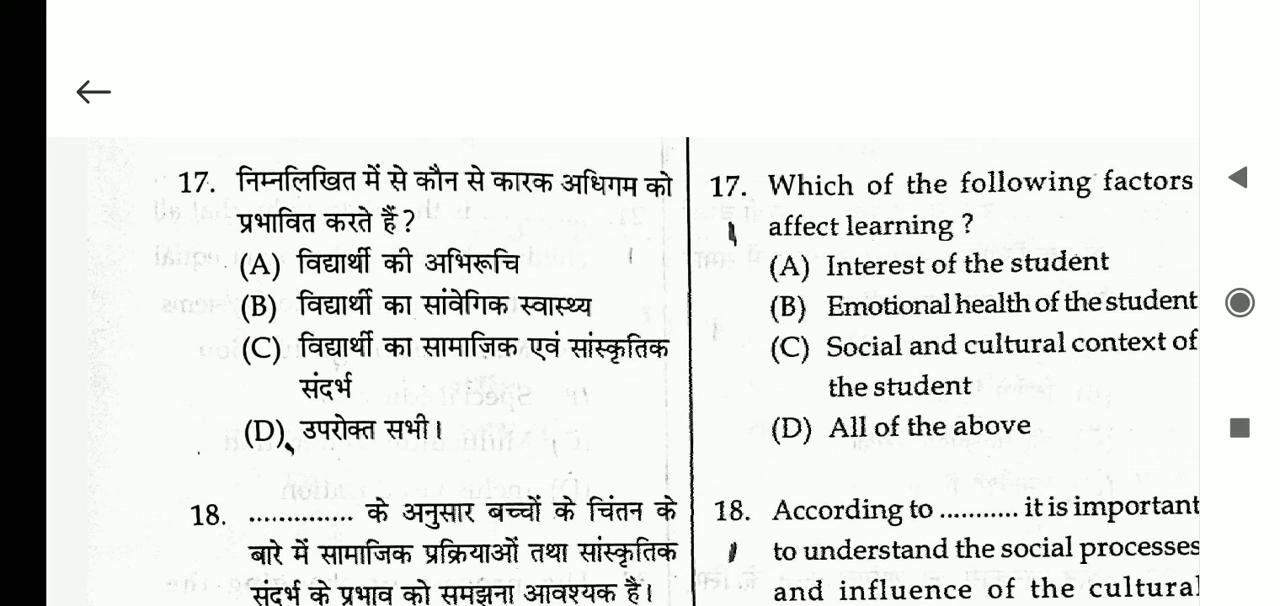 17. निम्नलिखित में से कौन से कारक अधिगम को
प्रभावित करते हैं?
(A) विद्यार्थी की अभिरूचि
(B) विद्यार्थी का सांवेगिक स्वास्थ्य
(C) विद्यार्थी का सामाजिक एवं सांस्कृतिक
संदर्भ
(D) उपरोक्त सभी।
18. .............. के अनुसार बच्चों के चिंतन के
बारे में सामाजिक प्रक्रियाओं तथा सांस्कृतिक
संदर्भ के प्रभाव को समझना आवश्यक है।
17. Which of the following factors
affect learning ?
(A) Interest of the student
(B) Emotional health of the student
(C) Social and cultural context of
the student
(D) All of the above
18. According to ........... it is important
to understand the social processes
and influence of the cultural